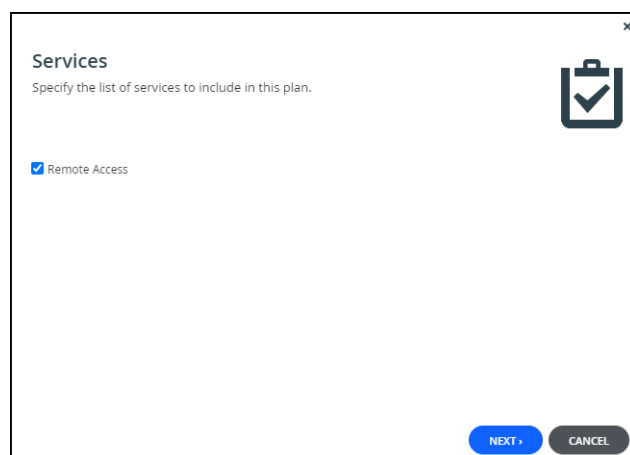 Services
Specify the list of services to include in this plan.
Remote Access
NEXT ›
CANCEL